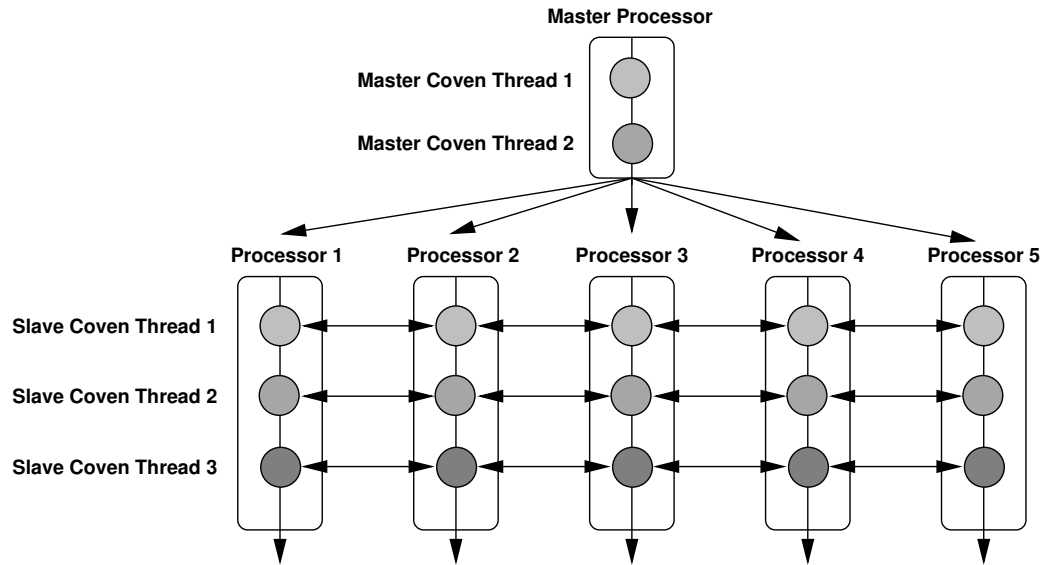 Master Processor
Master Coven Thread 1
Master Coven Thread 2
Processor 1
Processor 2
Processor 3
Processor 4
Processor 5
Slave Coven Thread 1
Slave Coven Thread 2
Slave Coven Thread 3